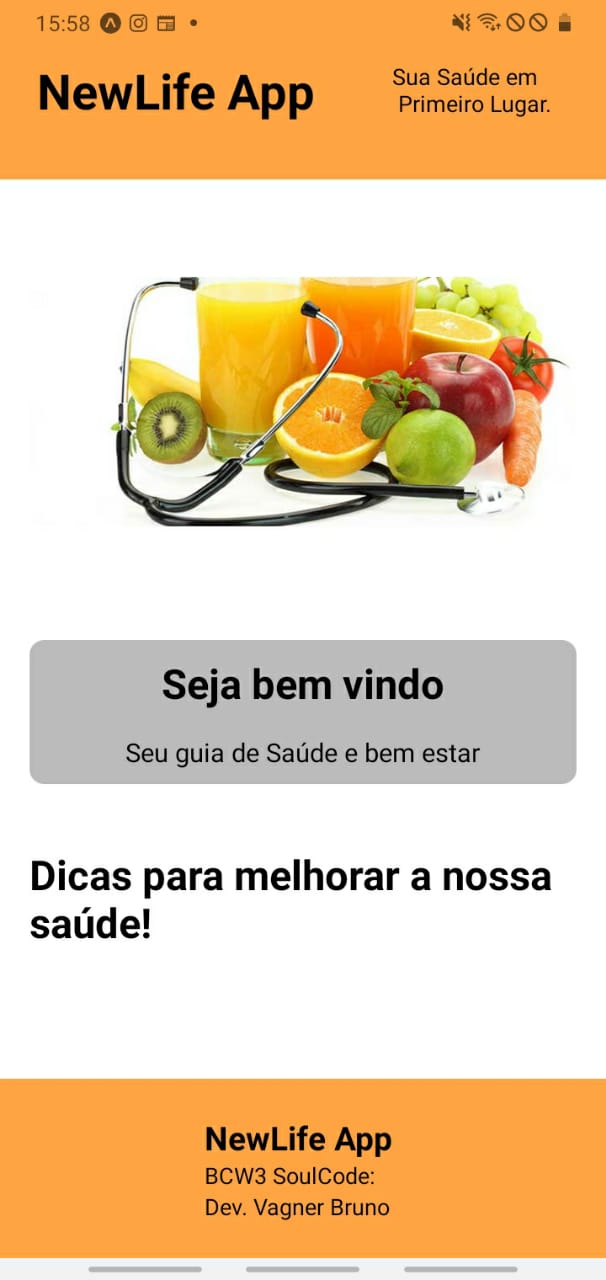 15:58
NewLife App
Sua Saúde em
Primeiro Lugar.
Seja bem vindo
Seu guia de Saúde e bem estar
Dicas para melhorar a nossa
saúde!
NewLife App
BCW3 SoulCode:
Dev. Vagner Bruno